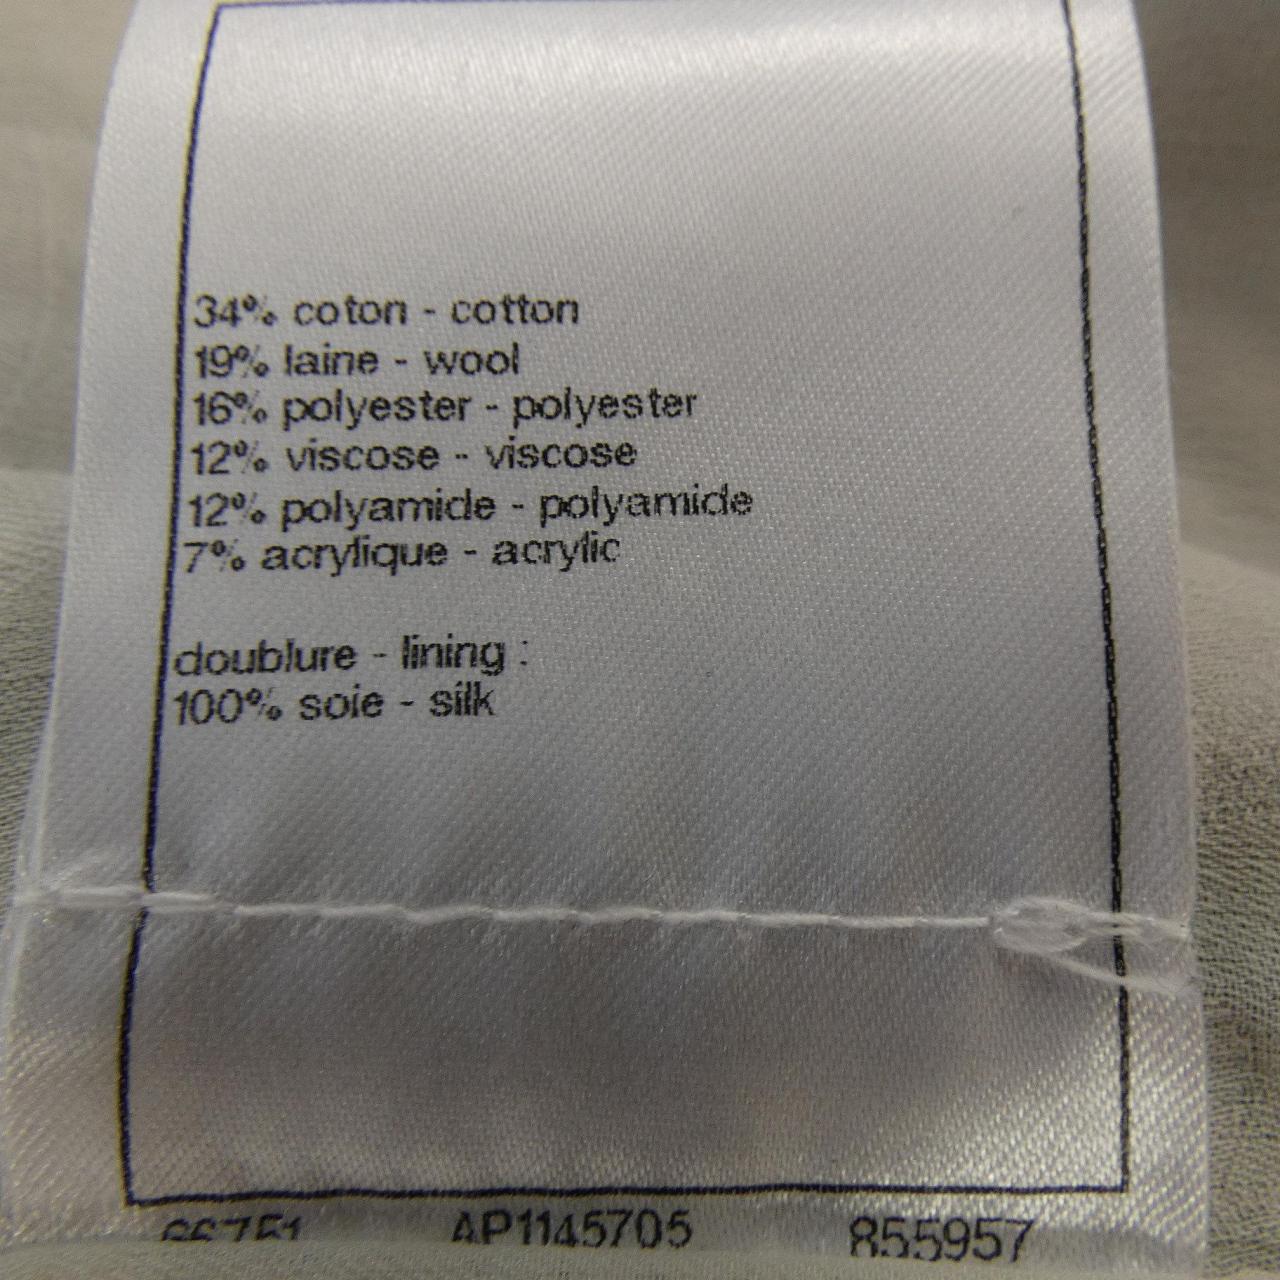 34% coton - cotton
19% laine - wool
16% polyester - polyester
12% viscose - viscose
12% polyamide - polyamide
7% acrylique - acrylic
doublure - lining :
100% soie - silk
66751 AP1145705 855957